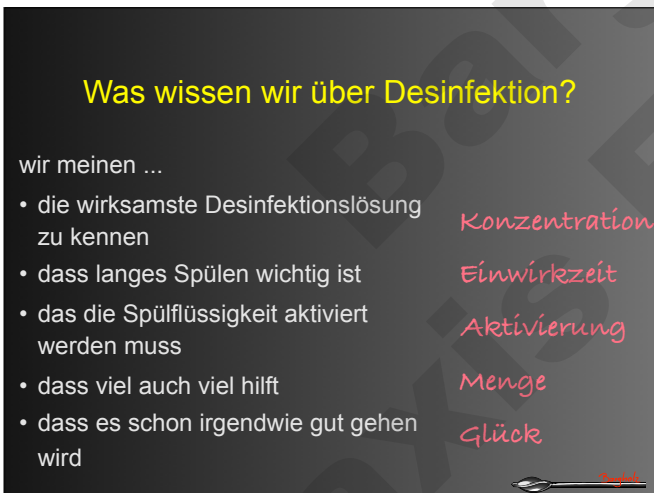 Was wissen wir über Desinfektion?
wir meinen ...
• die wirksamste Desinfektionslösung
zu kennen
Konzentration
• dass langes Spülen wichtig ist
Einwirkzeit
• das die Spülflüssigkeit aktiviert
werden muss
Aktivierung
• dass viel auch viel hilft
Menge
• dass es schon irgendwie gut gehen
wird
Glück